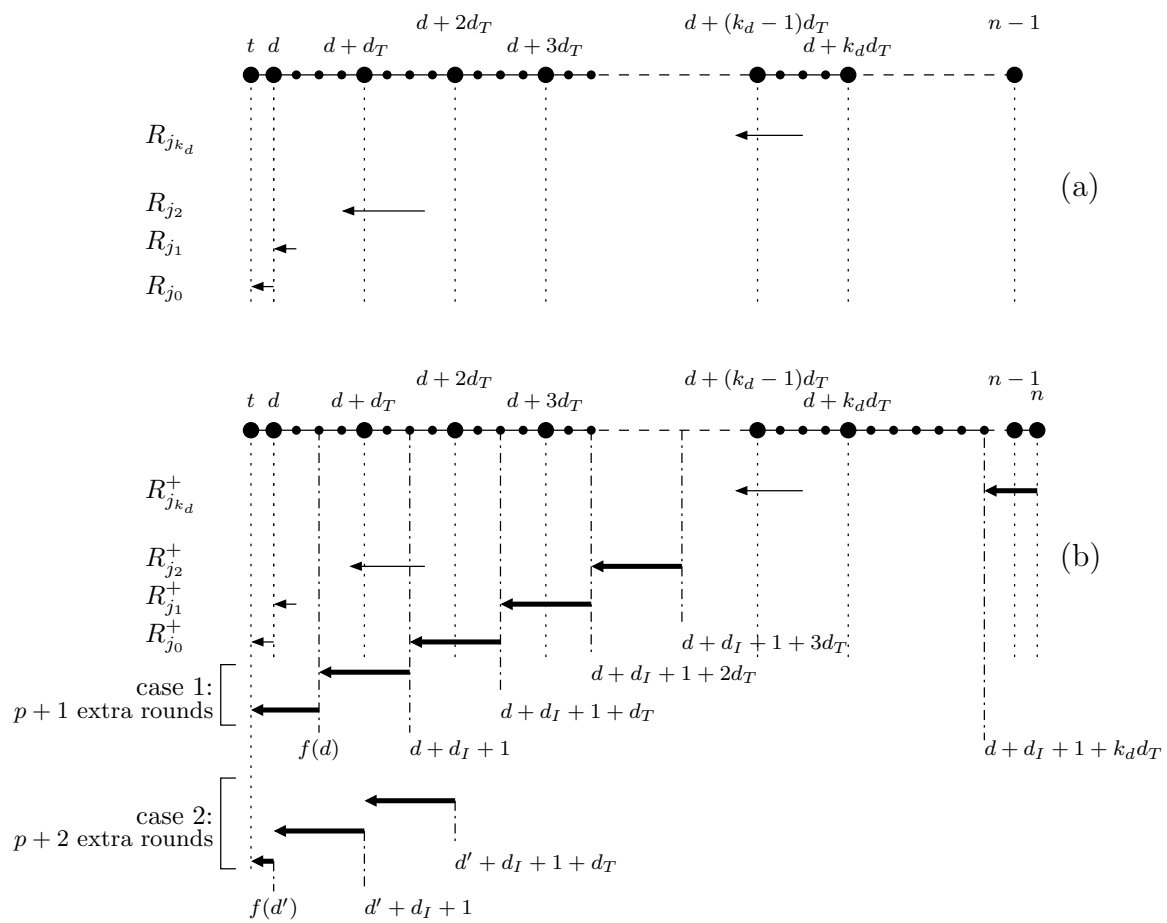 d + 2d_T d + (k_d − 1)d_T n − 1
t d d + d_T d + 3d_T d + k_d d_T
R_{j_{k_d}}
(a)
R_{j_2}
R_{j_1}
R_{j_0}
d + 2d_T d + (k_d − 1)d_T n − 1
t d d + d_T d + 3d_T d + k_d d_T n
R^+_{j_{k_d}}
(b)
R^+_{j_2}
R^+_{j_1}
R^+_{j_0}
d + d_I + 1 + 3d_T
d + d_I + 1 + 2d_T
case 1:
p + 1 extra rounds
d + d_I + 1 + d_T
f(d) d + d_I + 1 d + d_I + 1 + k_d d_T
case 2:
p + 2 extra rounds
d′ + d_I + 1 + d_T
f(d′) d′ + d_I + 1